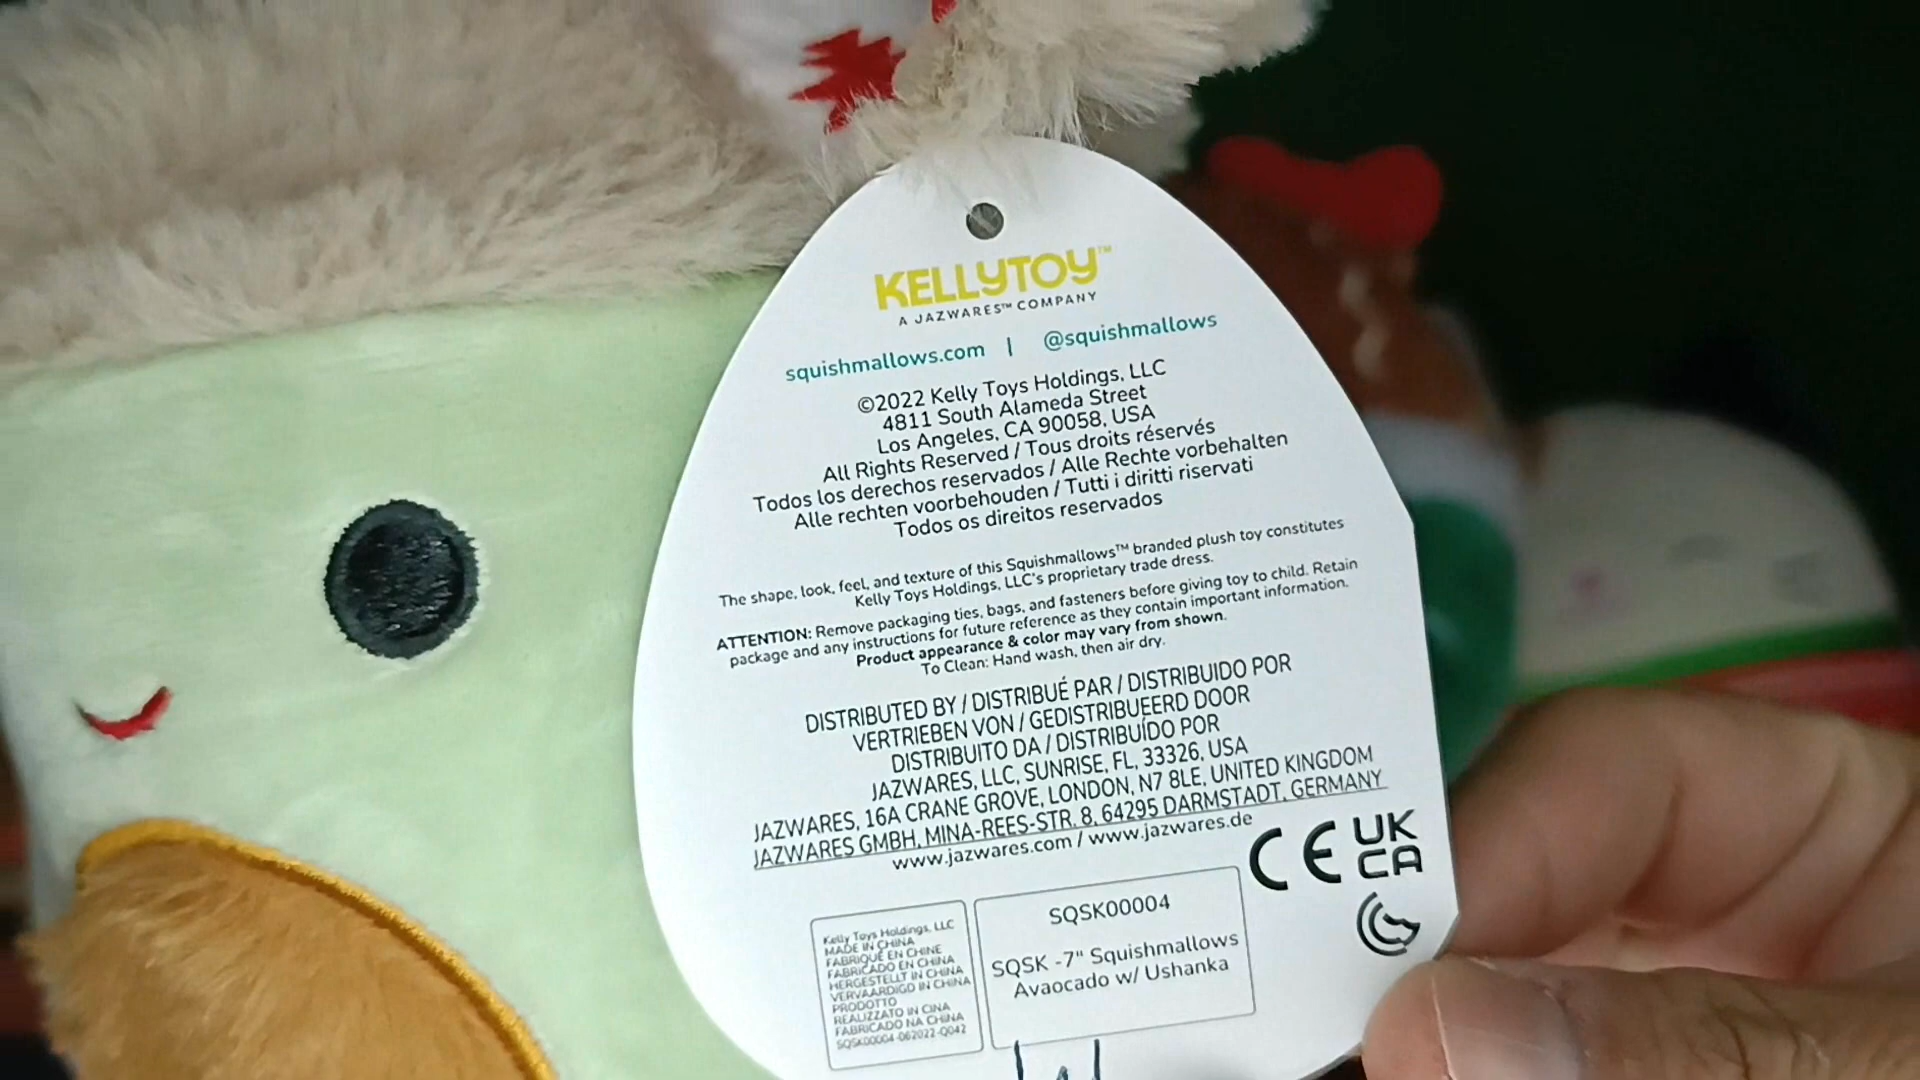 KELLYTOY™
A JAZWARES™ COMPANY
squishmallows.com | @squishmallows
©2022 Kelly Toys Holdings, LLC
4811 South Alameda Street
Los Angeles, CA 90058, USA
All Rights Reserved / Tous droits réservés
Todos los derechos reservados / Alle Rechte vorbehalten
Alle rechten voorbehouden / Tutti i diritti riservati
Todos os direitos reservados
The shape, look, feel, and texture of this Squishmallows™ branded plush toy constitutes
Kelly Toys Holdings, LLC's proprietary trade dress.
ATTENTION: Remove packaging ties, bags, and fasteners before giving toy to child. Retain
package and any instructions for future reference as they contain important information.
Product appearance & color may vary from shown.
To Clean: Hand wash, then air dry.
DISTRIBUTED BY / DISTRIBUÉ PAR / DISTRIBUIDO POR
VERTRIEBEN VON / GEDISTRIBUEERD DOOR
DISTRIBUITO DA / DISTRIBUÍDO POR
JAZWARES, LLC, SUNRISE, FL, 33326, USA
JAZWARES, 16A CRANE GROVE, LONDON, N7 8LE, UNITED KINGDOM
JAZWARES GMBH, MINA-REES-STR. 8, 64295 DARMSTADT, GERMANY
www.jazwares.com / www.jazwares.de
CE UK
CA
Kelly Toys Holdings, LLC
MADE IN CHINA
FABRIQUÉ EN CHINE
FABRICADO EN CHINA
HERGESTELLT IN CHINA
VERVAARDIGD IN CHINA
PRODOTTO
REALIZZATO IN CINA
FABRICADO NA CHINA
SQSK00004-062022-Q042
SQSK00004
SQSK -7" Squishmallows
Avaocado w/ Ushanka